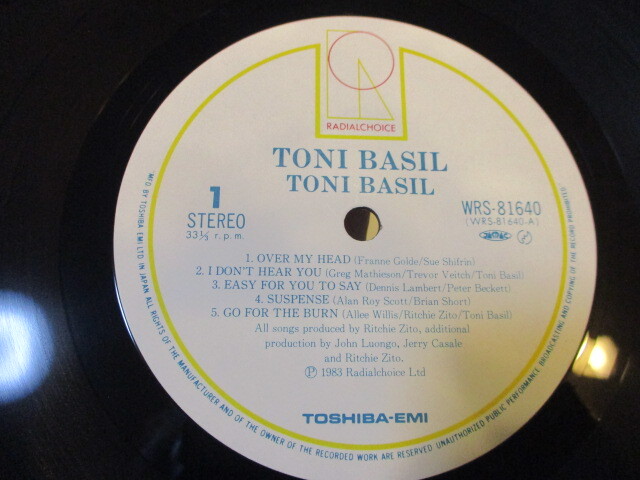 RADIALCHOICE
TONI BASIL
TONI BASIL
1
STEREO
33⅓ r.p.m.
WRS-81640
(WRS-81640-A)
1. OVER MY HEAD (Franne Golde/Sue Shifrin)
2. I DON'T HEAR YOU (Greg Mathieson/Trevor Veitch/Toni Basil)
3. EASY FOR YOU TO SAY (Dennis Lambert/Peter Beckett)
4. SUSPENSE (Alan Roy Scott/Brian Short)
5. GO FOR THE BURN (Allee Willis/Ritchie Zito/Toni Basil)
All songs produced by Ritchie Zito, additional
production by John Luongo, Jerry Casale
and Ritchie Zito.
Ⓟ 1983 Radialchoice Ltd
TOSHIBA-EMI
M'F'D BY TOSHIBA EMI LTD IN JAPAN. ALL RIGHTS OF THE MANUFACTURER AND OF THE OWNER OF THE RECORDED WORK ARE RESERVED. UNAUTHORIZED PUBLIC PERFORMANCE, BROADCASTING AND COPYING OF THE RECORD PROHIBITED.